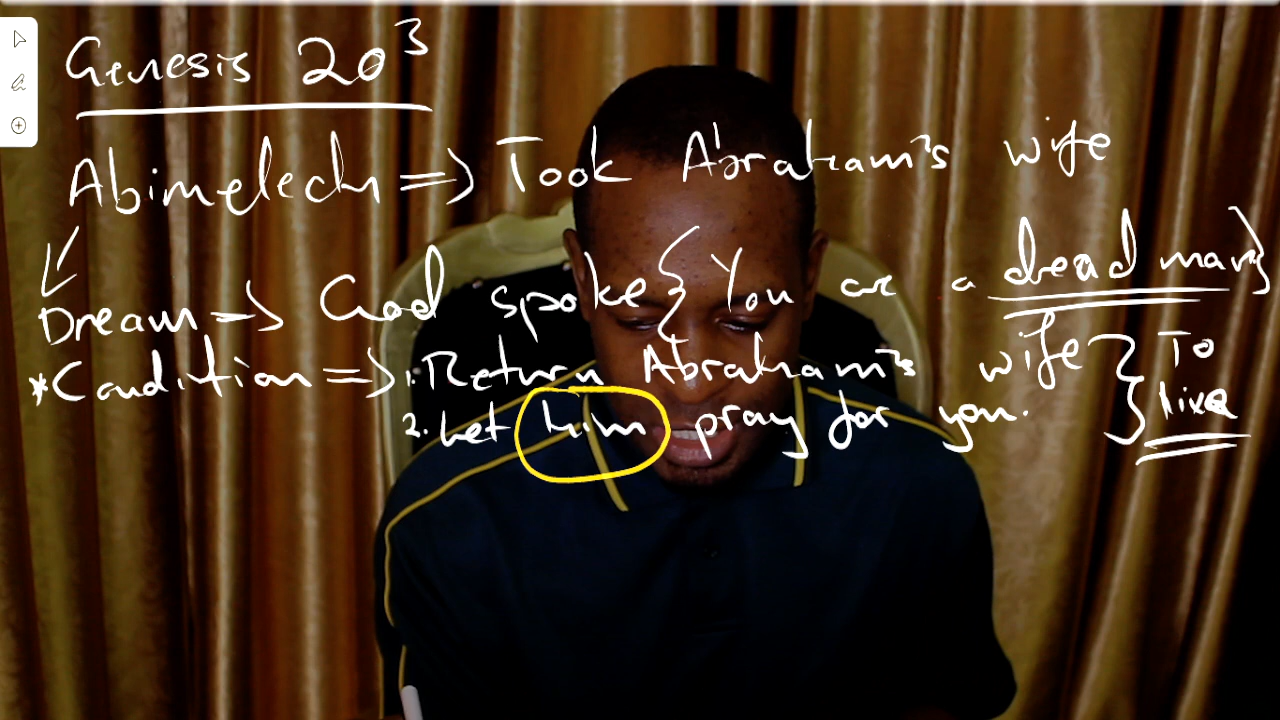 Genesis 20³
Abimelech => Took Abraham's wife
Dream => God spoke { You are a dead man }
*Condition => 1. Return Abraham's wife } To
2. Let him pray for you. } live